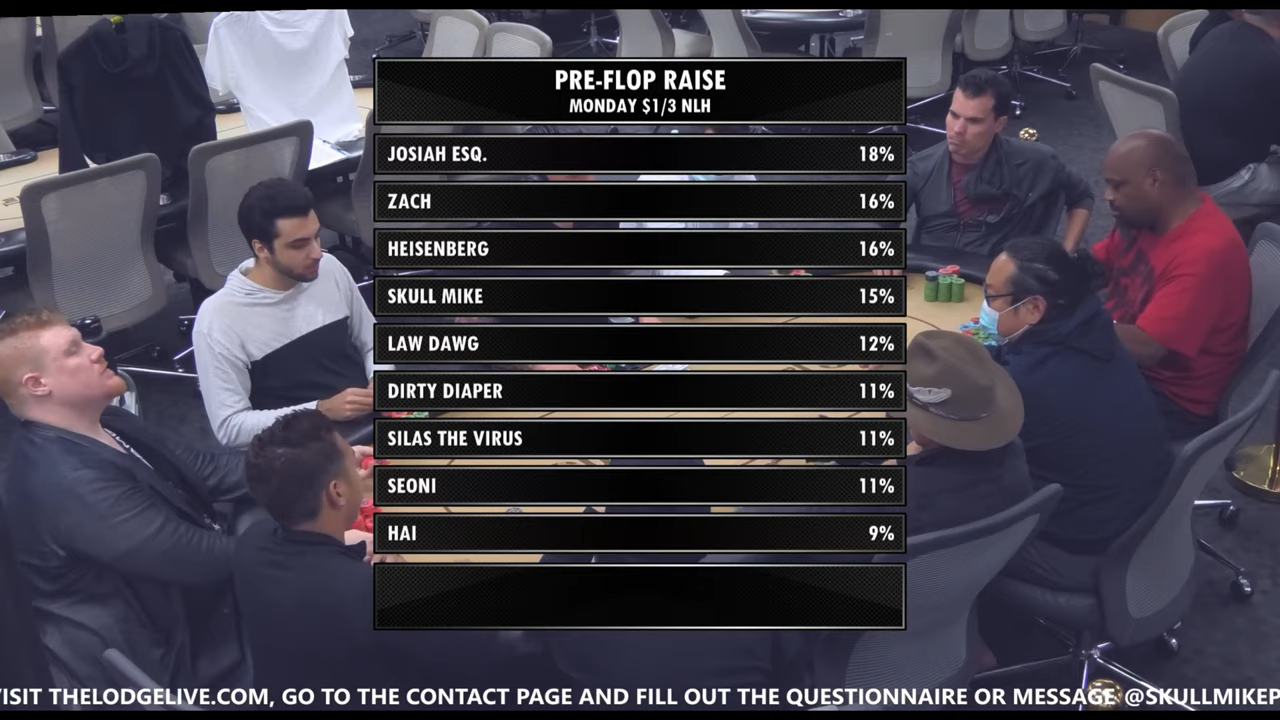 PRE-FLOP RAISE
MONDAY $1/3 NLH
JOSIAH ESQ. 18%
ZACH 16%
HEISENBERG 16%
SKULL MIKE 15%
LAW DAWG 12%
DIRTY DIAPER 11%
SILAS THE VIRUS 11%
SEONI 11%
HAI 9%
VISIT THELODGELIVE.COM, GO TO THE CONTACT PAGE AND FILL OUT THE QUESTIONNAIRE OR MESSAGE @SKULLMIKEP